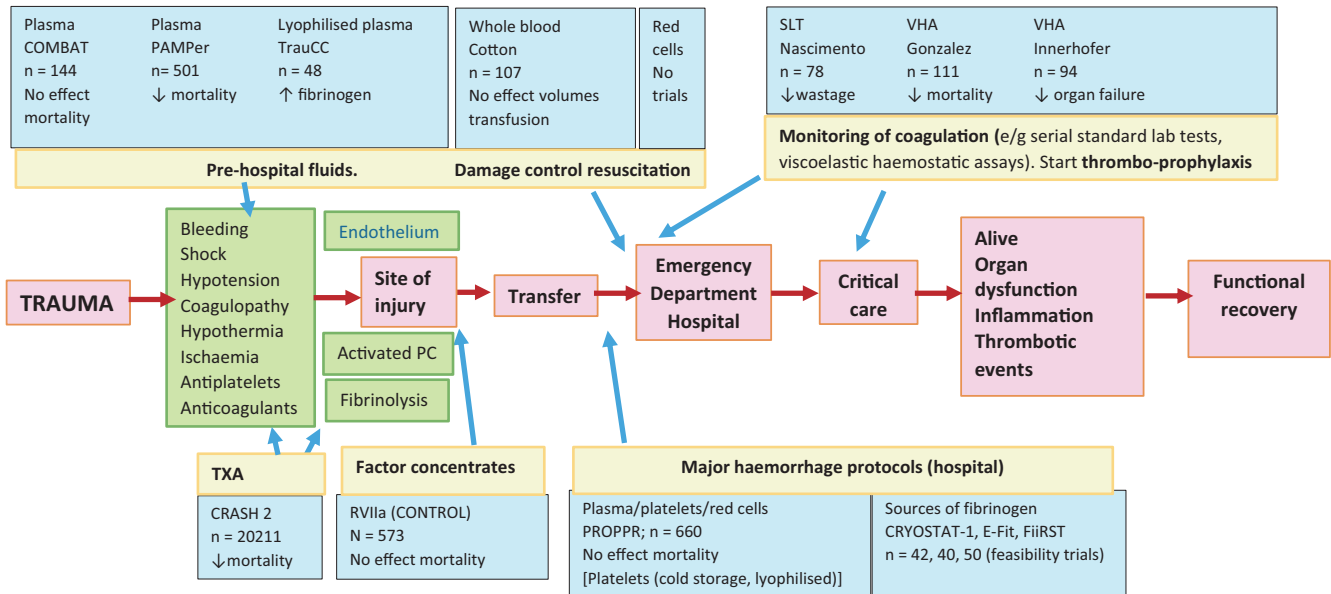 Plasma
COMBAT
n = 144
No effect
mortality
Plasma
PAMPer
n= 501
↓ mortality
Lyophilised plasma
TrauCC
n = 48
↑ fibrinogen
Whole blood
Cotton
n = 107
No effect volumes
transfusion
Red
cells
No
trials
SLT
Nascimento
n = 78
↓wastage
VHA
Gonzalez
n = 111
↓ mortality
VHA
Innerhofer
n = 94
↓ organ failure
Pre-hospital fluids.
Damage control resuscitation
Monitoring of coagulation (e/g serial standard lab tests,
viscoelastic haemostatic assays). Start thrombo-prophylaxis
TRAUMA
Bleeding
Shock
Hypotension
Coagulopathy
Hypothermia
Ischaemia
Antiplatelets
Anticoagulants
Endothelium
Site of
injury
Activated PC
Fibrinolysis
Transfer
Emergency
Department
Hospital
Critical
care
Alive
Organ
dysfunction
Inflammation
Thrombotic
events
Functional
recovery
TXA
CRASH 2
n = 20211
↓mortality
Factor concentrates
RVIIa (CONTROL)
N = 573
No effect mortality
Major haemorrhage protocols (hospital)
Plasma/platelets/red cells
PROPPR; n = 660
No effect mortality
[Platelets (cold storage, lyophilised)]
Sources of fibrinogen
CRYOSTAT-1, E-Fit, FiiRST
n = 42, 40, 50 (feasibility trials)